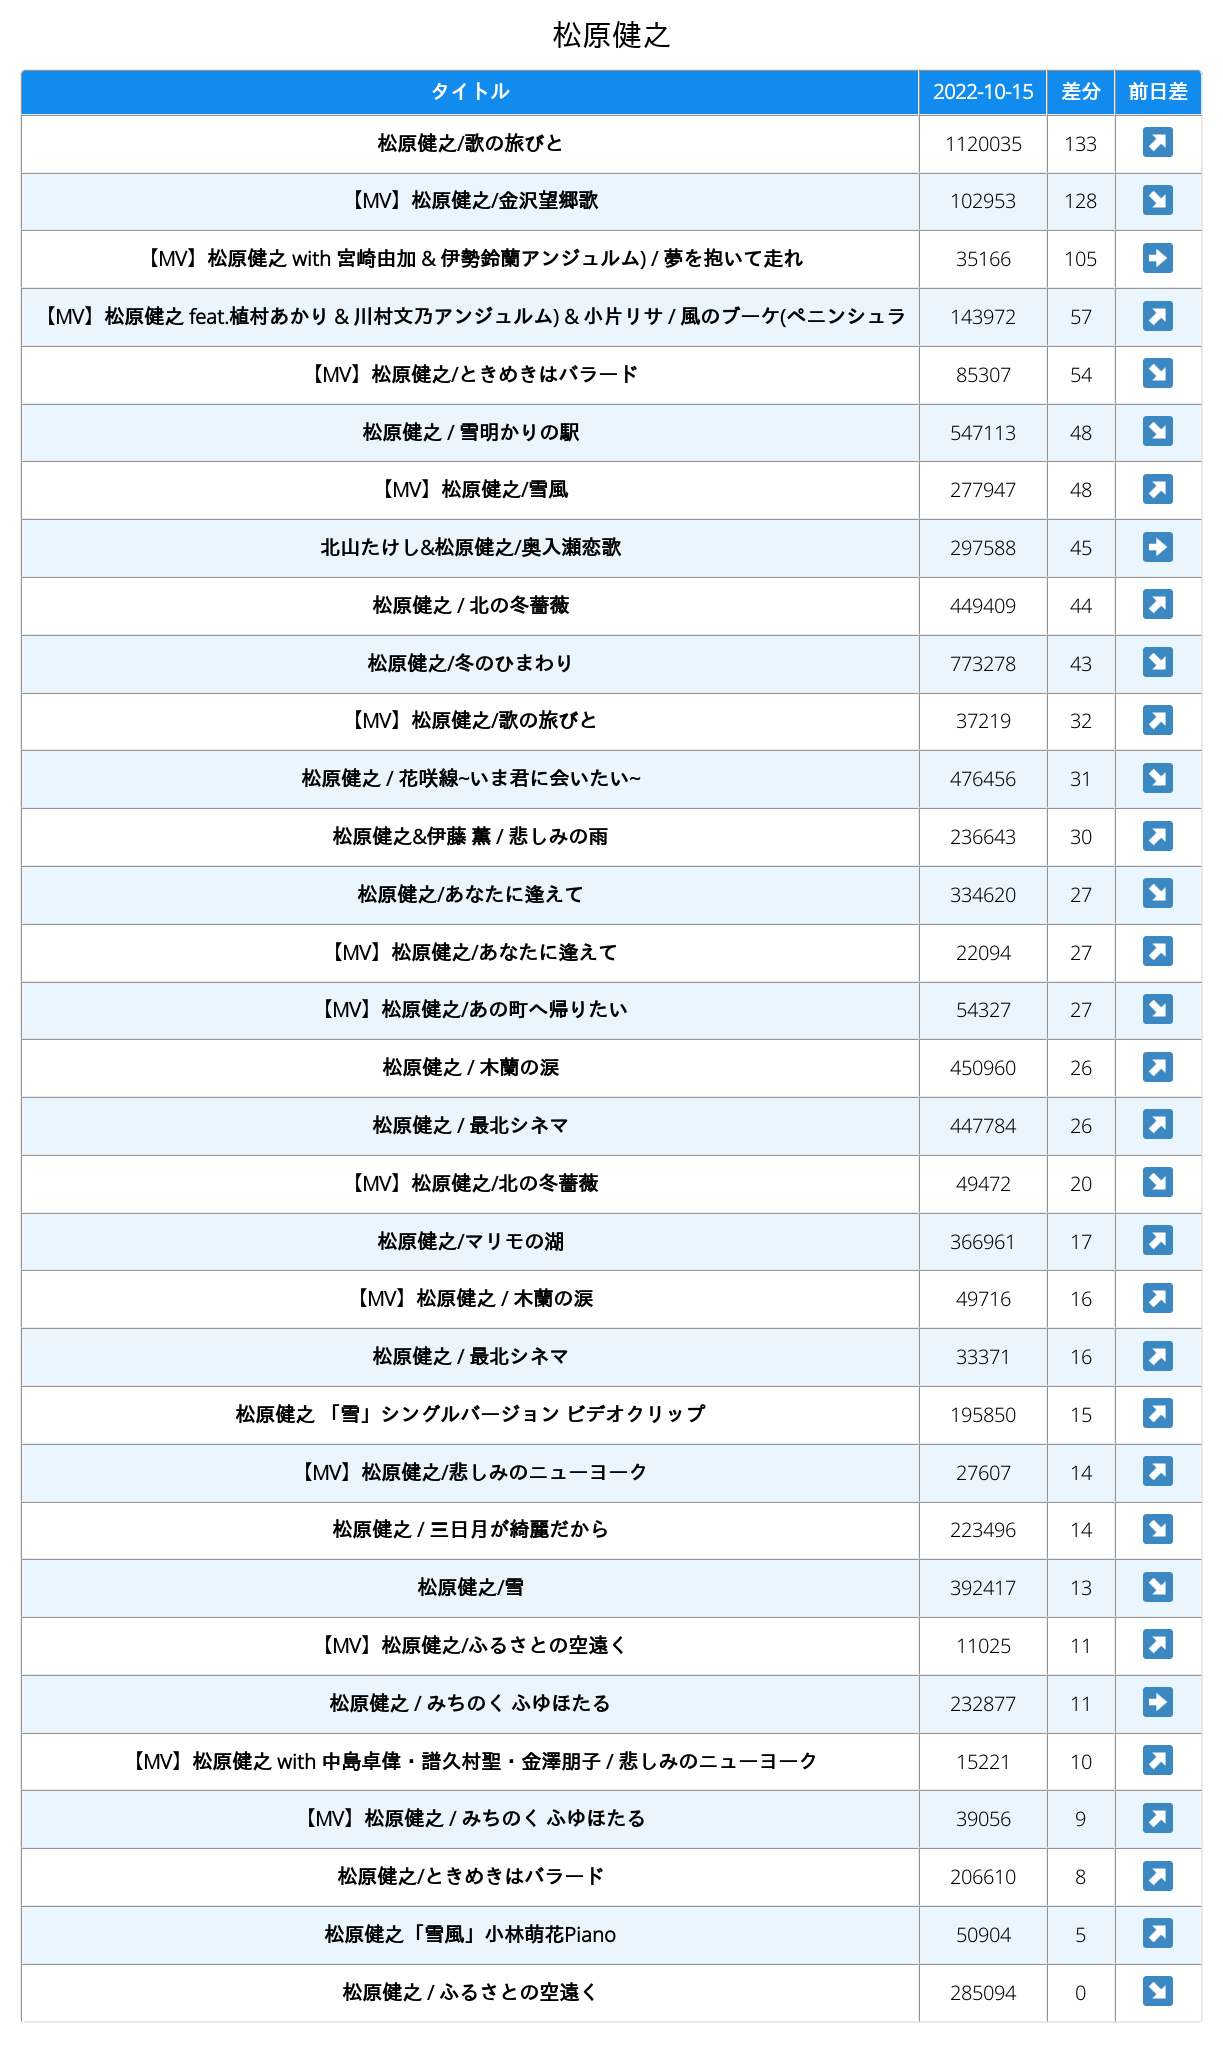 松原健之
タイトル 2022-10-15 差分 前日差
松原健之/歌の旅びと 1120035 133
【MV】松原健之/金沢望郷歌 102953 128
【MV】松原健之 with 宮崎由加 & 伊勢鈴蘭アンジュルム) / 夢を抱いて走れ 35166 105
【MV】松原健之 feat.植村あかり & 川村文乃アンジュルム) & 小片リサ / 風のブーケ(ペニンシュラ 143972 57
【MV】松原健之/ときめきはバラード 85307 54
松原健之 / 雪明かりの駅 547113 48
【MV】松原健之/雪風 277947 48
北山たけし&松原健之/奥入瀬恋歌 297588 45
松原健之 / 北の冬薔薇 449409 44
松原健之/冬のひまわり 773278 43
【MV】松原健之/歌の旅びと 37219 32
松原健之 / 花咲線~いま君に会いたい~ 476456 31
松原健之&伊藤 薫 / 悲しみの雨 236643 30
松原健之/あなたに逢えて 334620 27
【MV】松原健之/あなたに逢えて 22094 27
【MV】松原健之/あの町へ帰りたい 54327 27
松原健之 / 木蘭の涙 450960 26
松原健之 / 最北シネマ 447784 26
【MV】松原健之/北の冬薔薇 49472 20
松原健之/マリモの湖 366961 17
【MV】松原健之 / 木蘭の涙 49716 16
松原健之 / 最北シネマ 33371 16
松原健之 「雪」シングルバージョン ビデオクリップ 195850 15
【MV】松原健之/悲しみのニューヨーク 27607 14
松原健之 / 三日月が綺麗だから 223496 14
松原健之/雪 392417 13
【MV】松原健之/ふるさとの空遠く 11025 11
松原健之 / みちのく ふゆほたる 232877 11
【MV】松原健之 with 中島卓偉・譜久村聖・金澤朋子 / 悲しみのニューヨーク 15221 10
【MV】松原健之 / みちのく ふゆほたる 39056 9
松原健之/ときめきはバラード 206610 8
松原健之「雪風」小林萌花Piano 50904 5
松原健之 / ふるさとの空遠く 285094 0